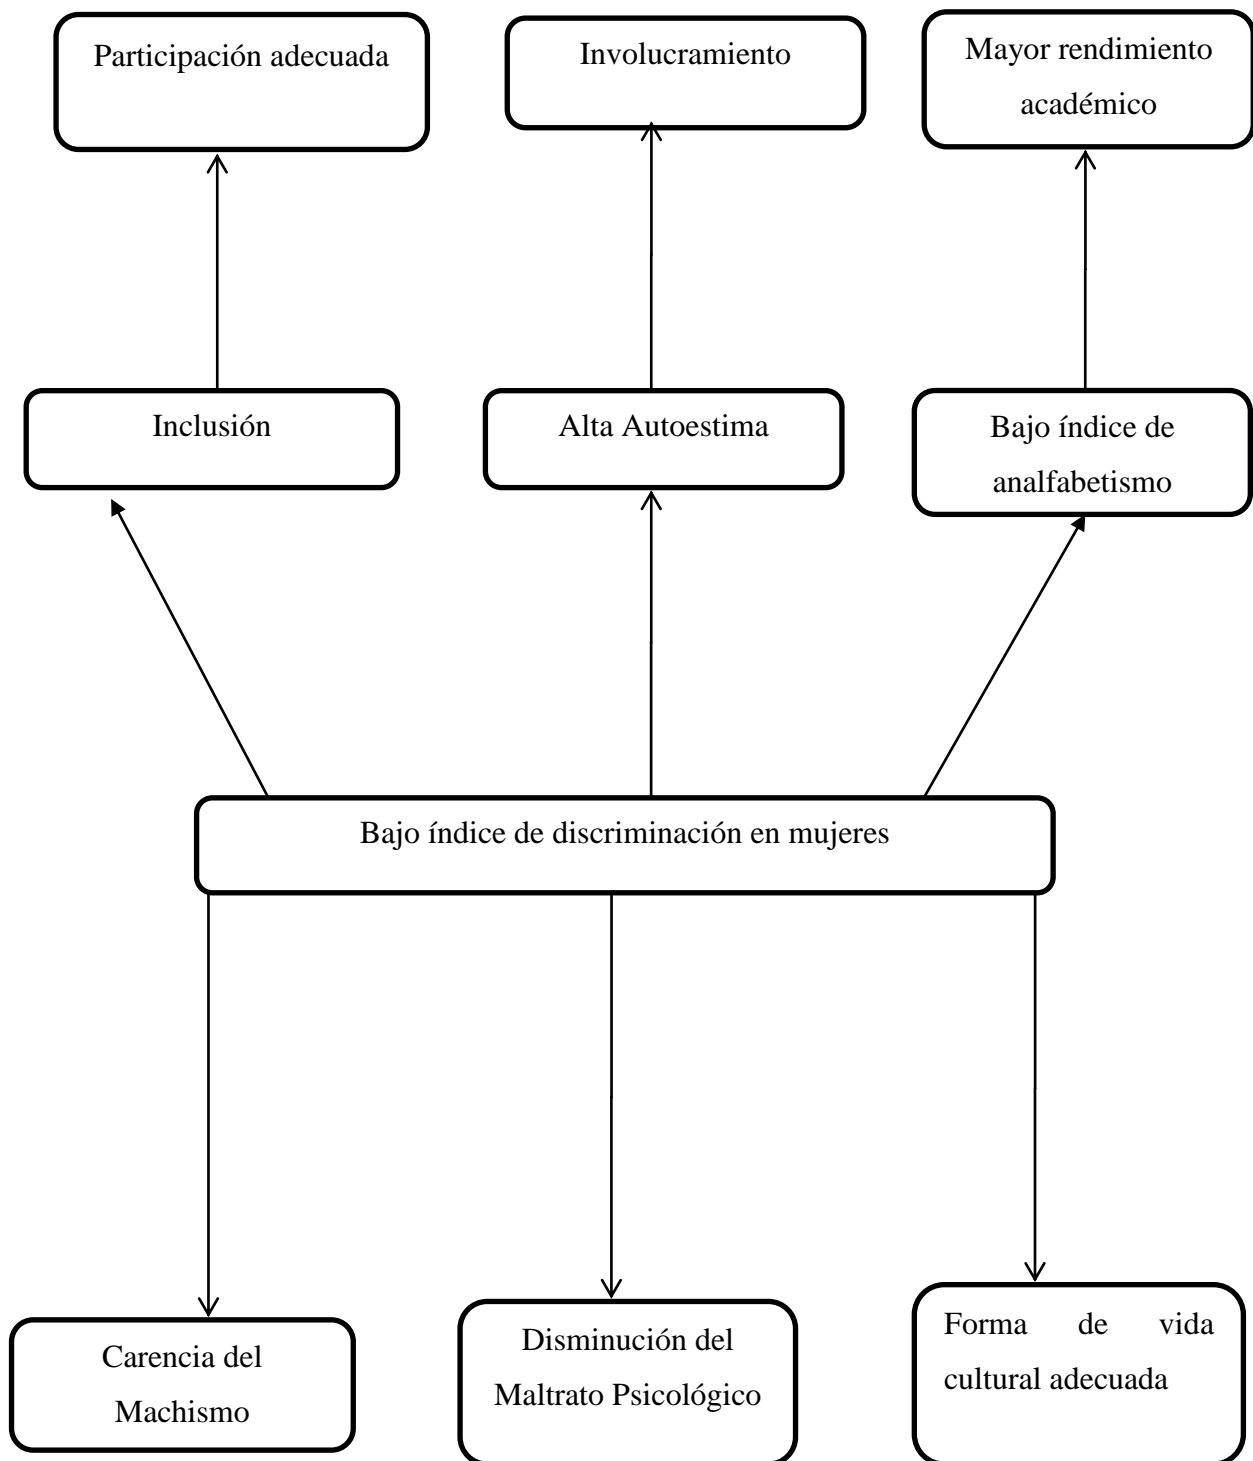 Participación adecuada
Involucramiento
Mayor rendimiento
académico
Inclusión
Alta Autoestima
Bajo índice de
analfabetismo
Bajo índice de discriminación en mujeres
Carencia del
Machismo
Disminución del
Maltrato Psicológico
Forma de vida
cultural adecuada